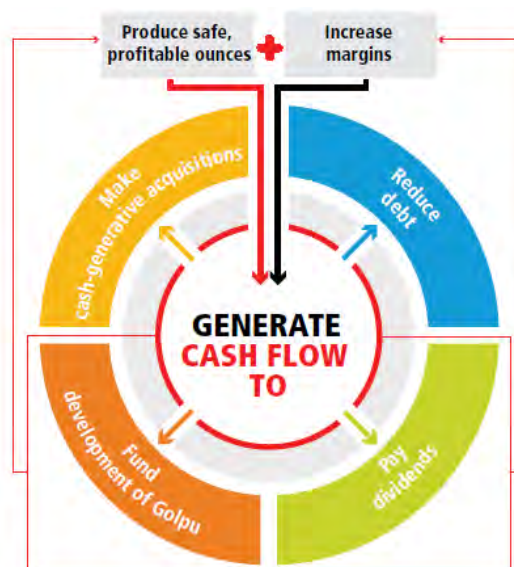 Produce safe,
profitable ounces
Increase
margins
Make
cash-generative acquisitions
Reduce
debt
GENERATE
CASH FLOW
TO
Fund
development of Golpu
Pay
dividends